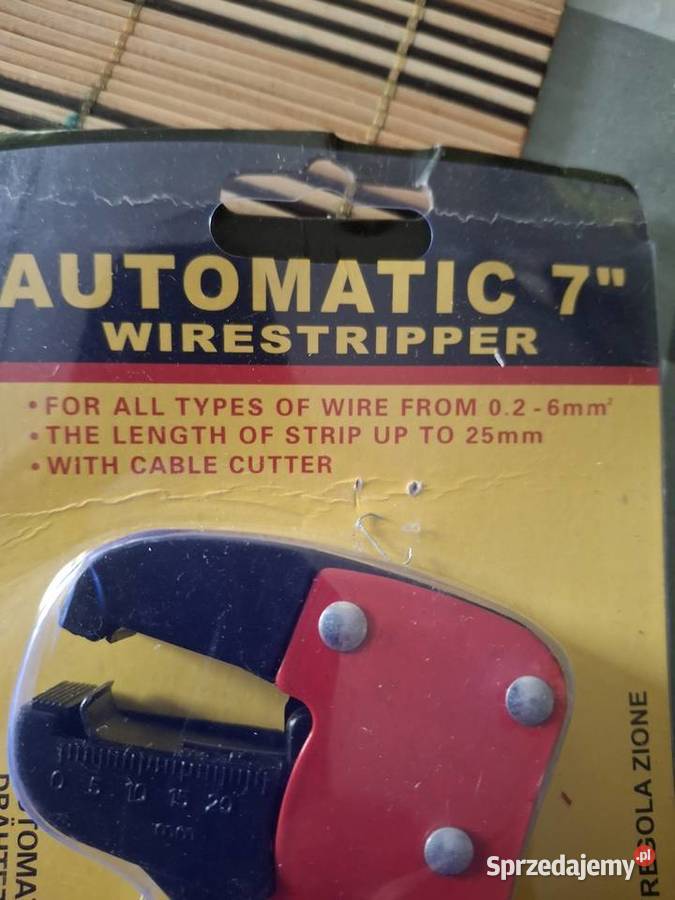 AUTOMATIC 7"
WIRESTRIPPER
• FOR ALL TYPES OF WIRE FROM 0.2 - 6mm²
• THE LENGTH OF STRIP UP TO 25mm
• WITH CABLE CUTTER
0 5 10 15 20
mm
REGOLA ZIONE
Sprzedajemy.pl